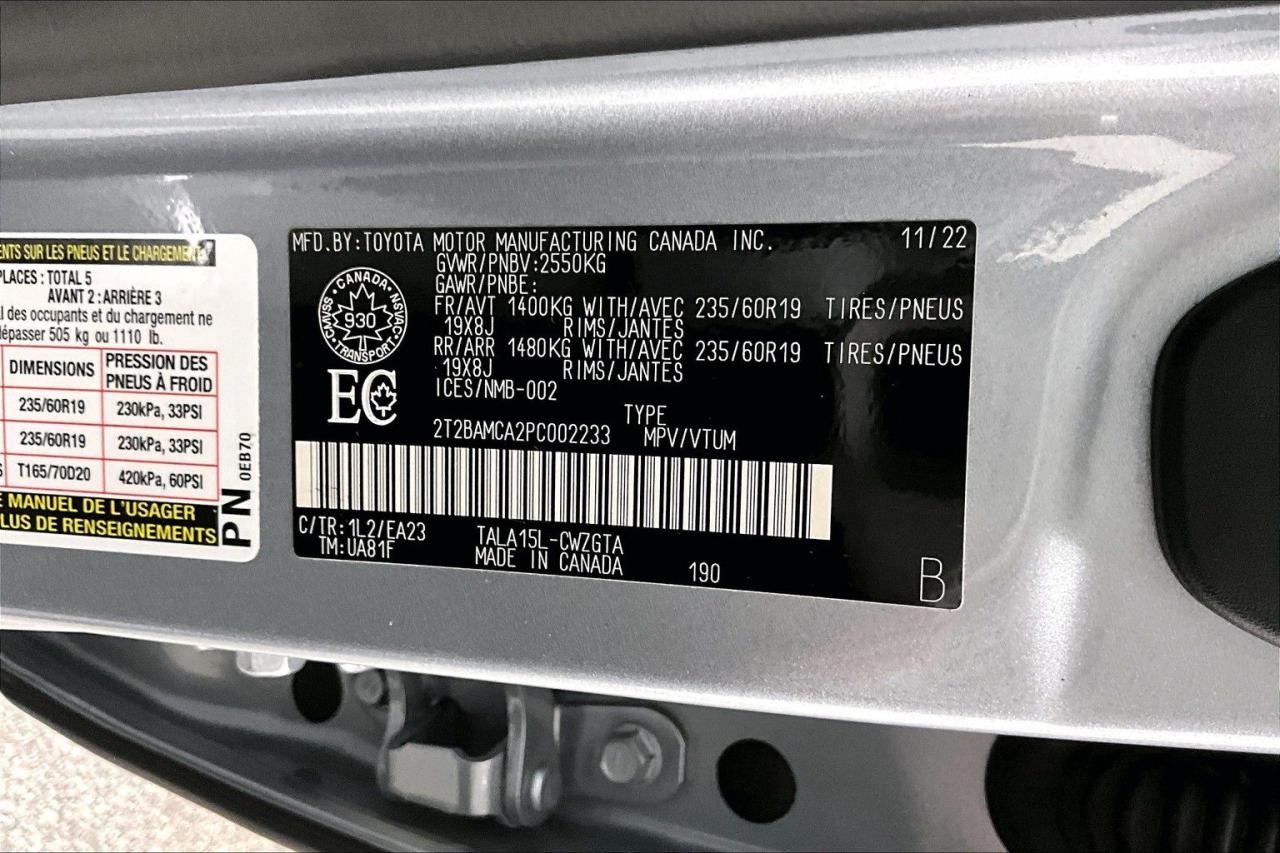 ENTS SUR LES PNEUS ET LE CHARGEMENT
PLACES : TOTAL 5
AVANT 2 : ARRIÈRE 3
al des occupants et du chargement ne
dépasser 505 kg ou 1110 lb.
DIMENSIONS PRESSION DES PNEUS À FROID
235/60R19 230kPa, 33PSI
235/60R19 230kPa, 33PSI
S T165/70D20 420kPa, 60PSI
E MANUEL DE L'USAGER
PLUS DE RENSEIGNEMENTS
PN 0EB70
MFD.BY:TOYOTA MOTOR MANUFACTURING CANADA INC. 11/22
GVWR/PNBV:2550KG
GAWR/PNBE:
FR/AVT 1400KG WITH/AVEC 235/60R19 TIRES/PNEUS
19X8J RIMS/JANTES
RR/ARR 1480KG WITH/AVEC 235/60R19 TIRES/PNEUS
19X8J RIMS/JANTES
ICES/NMB-002
CANADA
CMVSS NSVAC
930
TRANSPORT
EC
TYPE
2T2BAMCA2PC002233 MPV/VTUM
C/TR:1L2/EA23 TALA15L-CWZGTA
TM:UA81F MADE IN CANADA 190
B